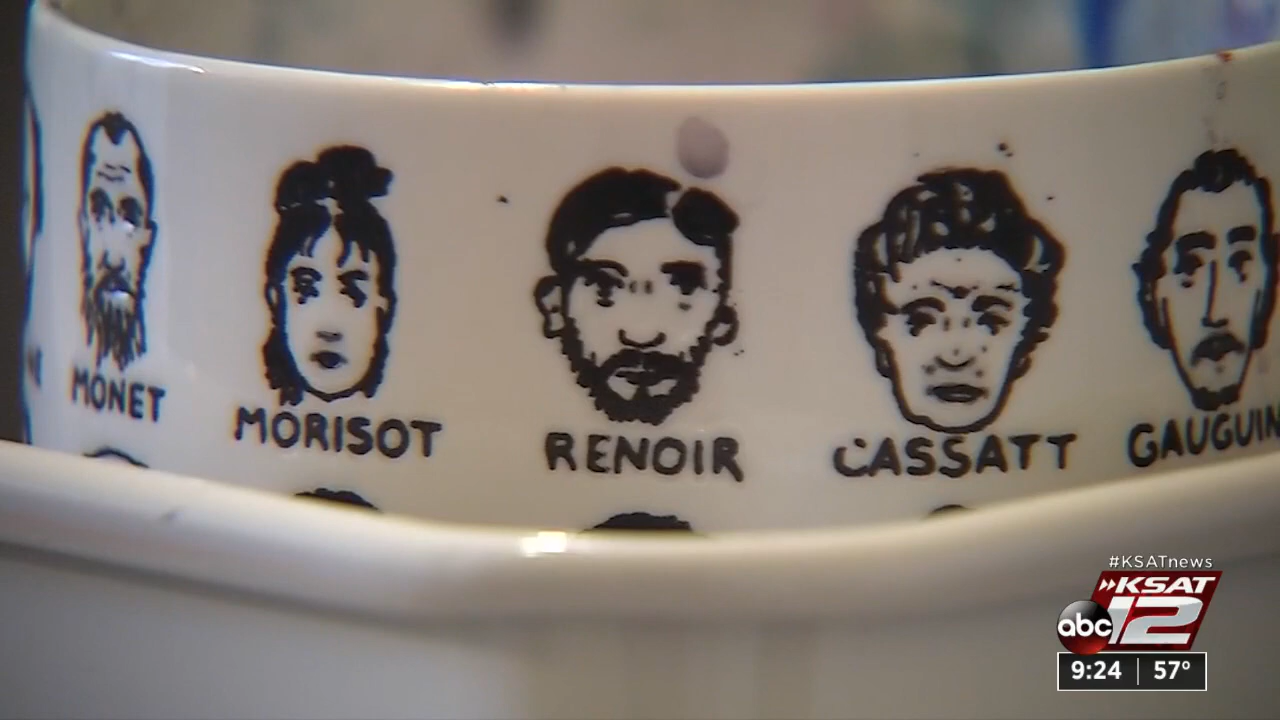 MONET
MORISOT
RENOIR
CASSATT
GAUGUIN
#KSATnews
KSAT
abc 12
9:24 57°